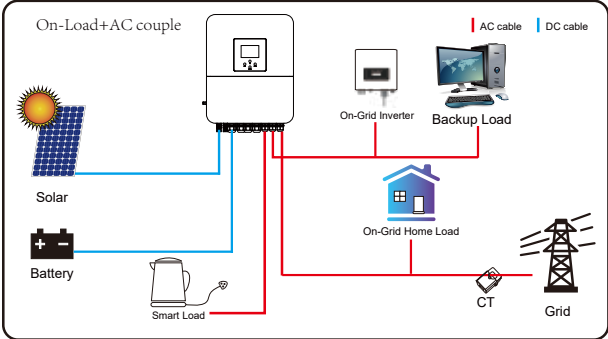 On-Load+AC couple
AC cable
DC cable
On-Grid Inverter
Backup Load
Solar
On-Grid Home Load
Battery
CT
Grid
Smart Load